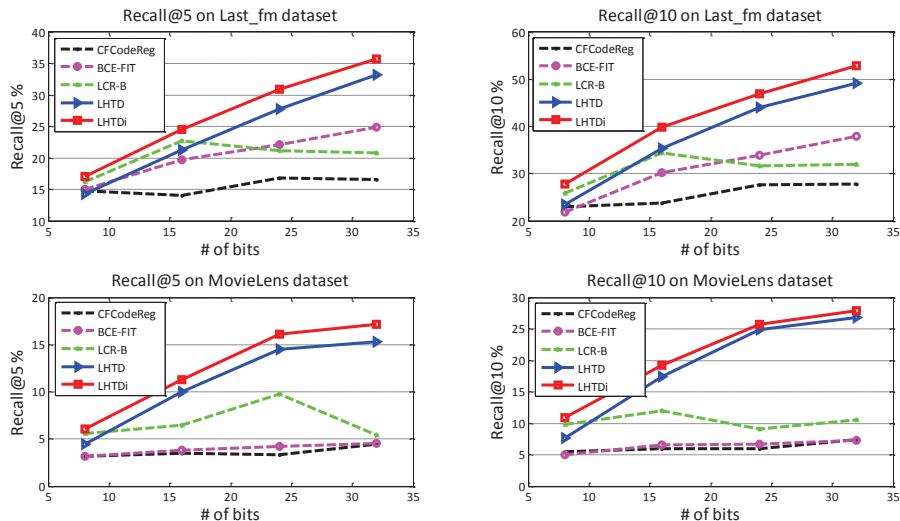 Recall@5 on Last_fm dataset
40
35
30
25
20
15
10
Recall@5 %
CFCodeReg
BCE-FIT
LCR-B
LHTD
LHTDi
5 10 15 20 25 30 35
# of bits
Recall@10 on Last_fm dataset
60
50
40
30
20
Recall@10 %
CFCodeReg
BCE-FIT
LCR-B
LHTD
LHTDi
5 10 15 20 25 30 35
# of bits
Recall@5 on MovieLens dataset
20
15
10
5
0
Recall@5 %
CFCodeReg
BCE-FIT
LCR-B
LHTD
LHTDi
5 10 15 20 25 30 35
# of bits
Recall@10 on MovieLens dataset
30
25
20
15
10
5
0
Recall@10 %
CFCodeReg
BCE-FIT
LCR-B
LHTD
LHTDi
5 10 15 20 25 30 35
# of bits